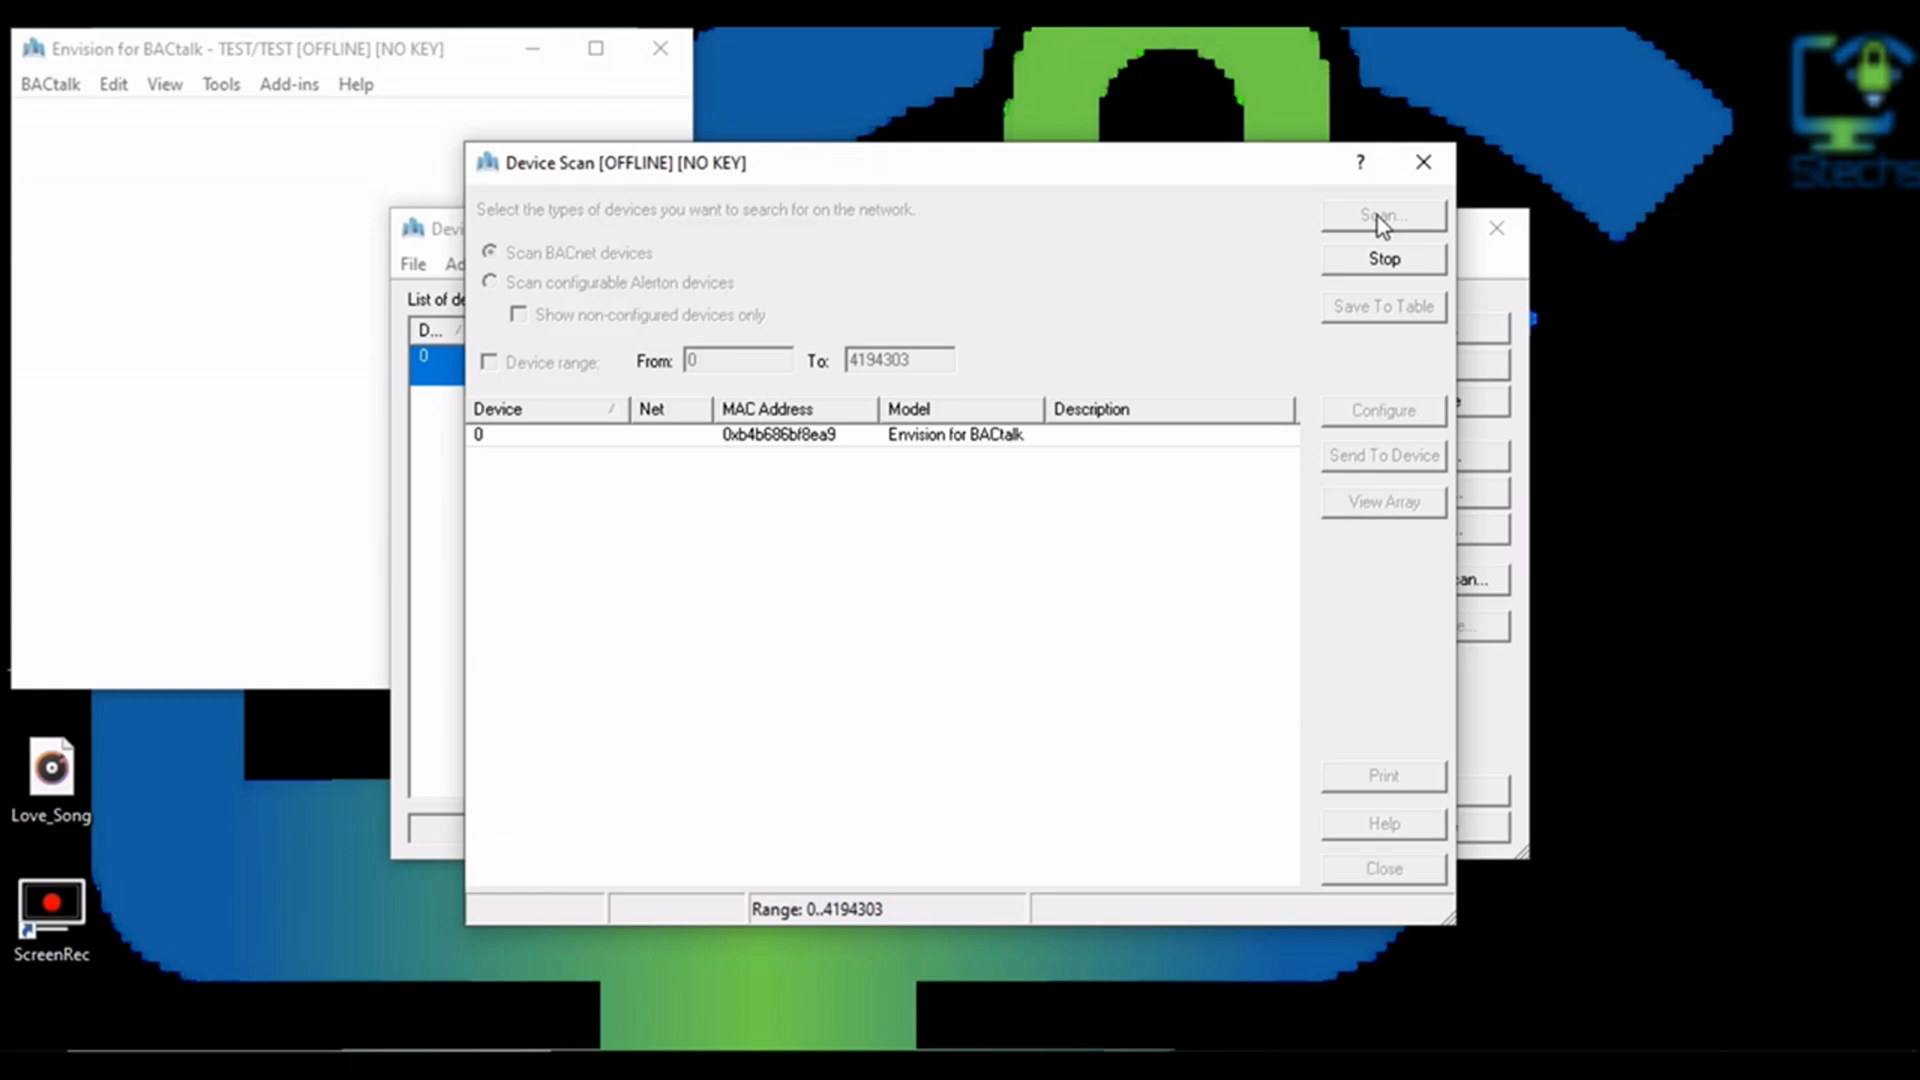 Envision for BACtalk - TEST/TEST [OFFLINE] [NO KEY]
BACtalk Edit View Tools Add-ins Help
Stechs
Device Scan [OFFLINE] [NO KEY]
Select the types of devices you want to search for on the network.
Scan BACnet devices
Scan configurable Alerton devices
Show non-configured devices only
Device range: From: 0 To: 4194303
Scan...
Stop
Save To Table
Device Net MAC Address Model Description
0 0xb4b686bf8ea9 Envision for BACtalk
Configure
Send To Device
View Array
Print
Help
Close
Range: 0..4194303
Devi
File Ad
List of de
D...
0
can...
e...
Love_Song
ScreenRec